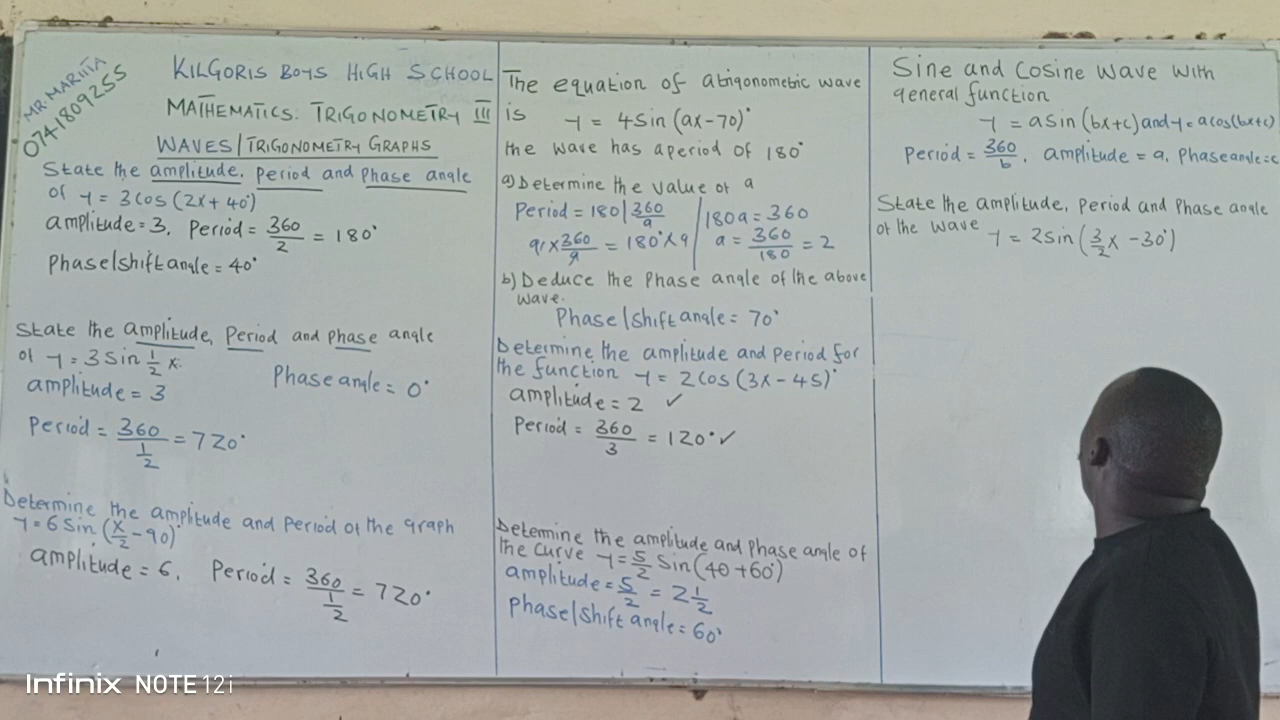 MR MARITA
0741809255
KILGORIS BOYS HIGH SCHOOL
MATHEMATICS: TRIGONOMETRY III
WAVES/TRIGONOMETRY GRAPHS
State the amplitude, period and phase angle
of y = 3cos(2x+40°)
amplitude=3, Period = 360/2 = 180°
Phase/shift angle = 40°
State the amplitude, Period and phase angle
of y = 3 Sin 1/2 x.
Phase angle = 0°
amplitude = 3
Period = 360/(1/2) = 720°
Determine the amplitude and Period of the graph
y=6 Sin (x/2 - 90)°
amplitude = 6, Period = 360/(1/2) = 720°
The equation of a trigonometric wave
is y = 4Sin (ax-70)°
the wave has a period of 180°
a) Determine the value of a
Period = 180 | 360/a
a x 360/a = 180° x a
180a = 360
a = 360/180 = 2
b) Deduce the Phase angle of the above
wave.
Phase/shift angle = 70°
Determine the amplitude and period for
the function y = 2cos (3x-45)°
amplitude = 2 ✓
Period = 360/3 = 120° ✓
Determine the amplitude and phase angle of
the curve y = 5/2 Sin(4θ+60°)
amplitude = 5/2 = 2 1/2
Phase/shift angle = 60°
Sine and Cosine Wave with
general function
y = a sin (bx+c) and y = a cos(bx+c)
Period = 360/b, amplitude = a, Phase angle = c
State the amplitude, Period and Phase angle
of the wave y = 2sin(3/2 x - 30°)
Infinix NOTE 12i